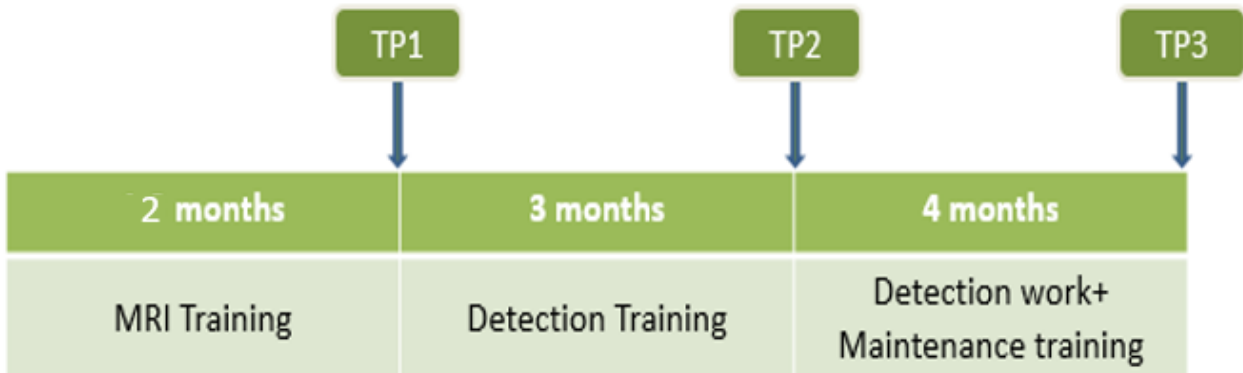 TP1
TP2
TP3
2 months
3 months
4 months
MRI Training
Detection Training
Detection work+
Maintenance training